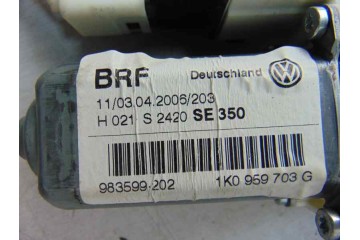 BRF Deutschland
11/03.04.2006/203
H 021 S 2420 SE 350
983599-202 1K0 959 703 G